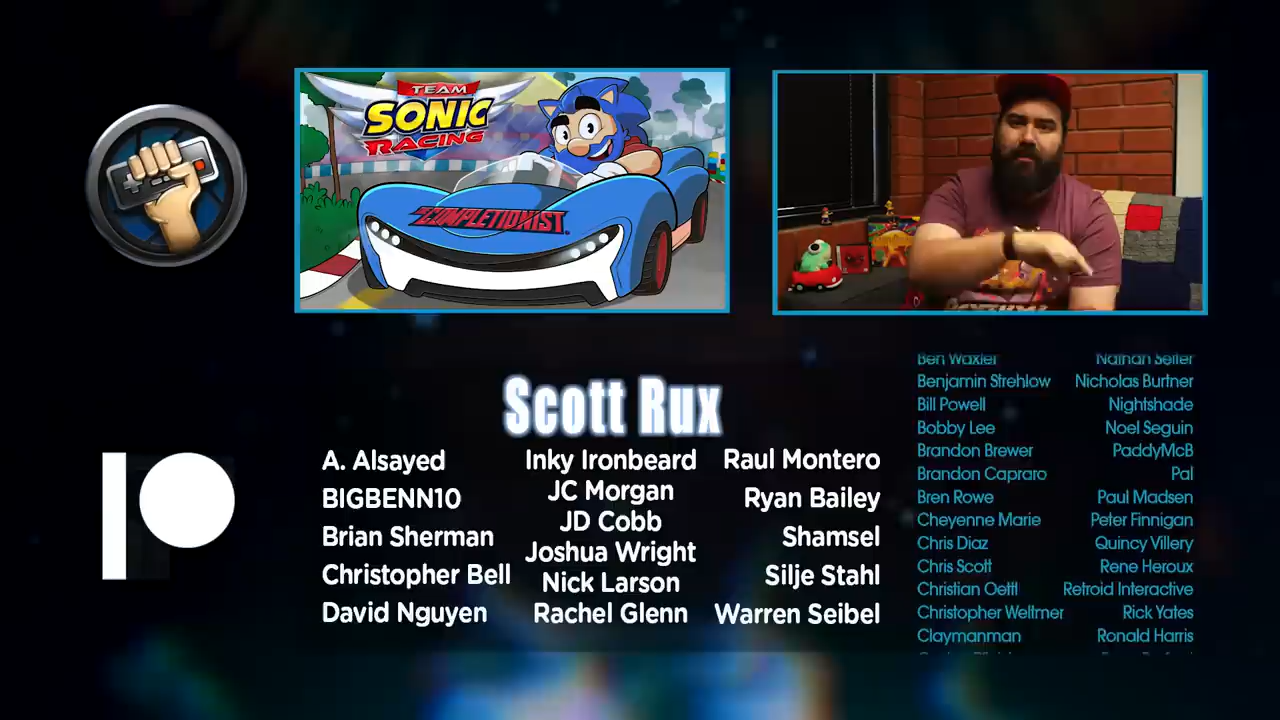 TEAM
SONIC
RACING
THE COMPLETIONIST
Scott Rux
A. Alsayed
BIGBENN10
Brian Sherman
Christopher Bell
David Nguyen
Inky Ironbeard
JC Morgan
JD Cobb
Joshua Wright
Nick Larson
Rachel Glenn
Raul Montero
Ryan Bailey
Shamsel
Silje Stahl
Warren Seibel
Ben Waxler
Benjamin Strehlow
Bill Powell
Bobby Lee
Brandon Brewer
Brandon Capraro
Bren Rowe
Cheyenne Marie
Chris Diaz
Chris Scott
Christian Oettl
Christopher Weltmer
Claymanman
Nathan Seifer
Nicholas Burtner
Nightshade
Noel Seguin
PaddyMcB
Pal
Paul Madsen
Peter Finnigan
Quincy Villery
Rene Heroux
Retroid Interactive
Rick Yates
Ronald Harris